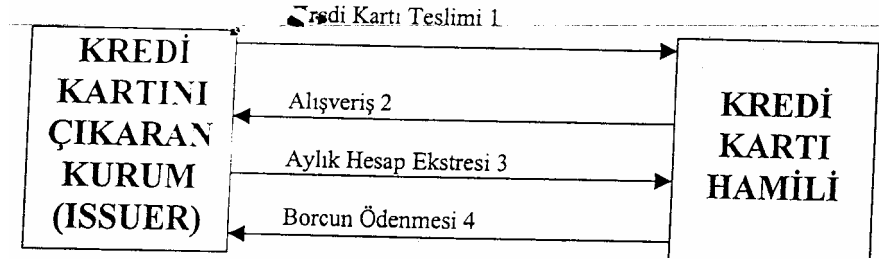 Kredi Kartı Teslimi 1
KREDİ
KARTINI
ÇIKARAN
KURUM
(ISSUER)
Alışveriş 2
Aylık Hesap Ekstresi 3
Borcun Ödenmesi 4
KREDİ
KARTI
HAMİLİ